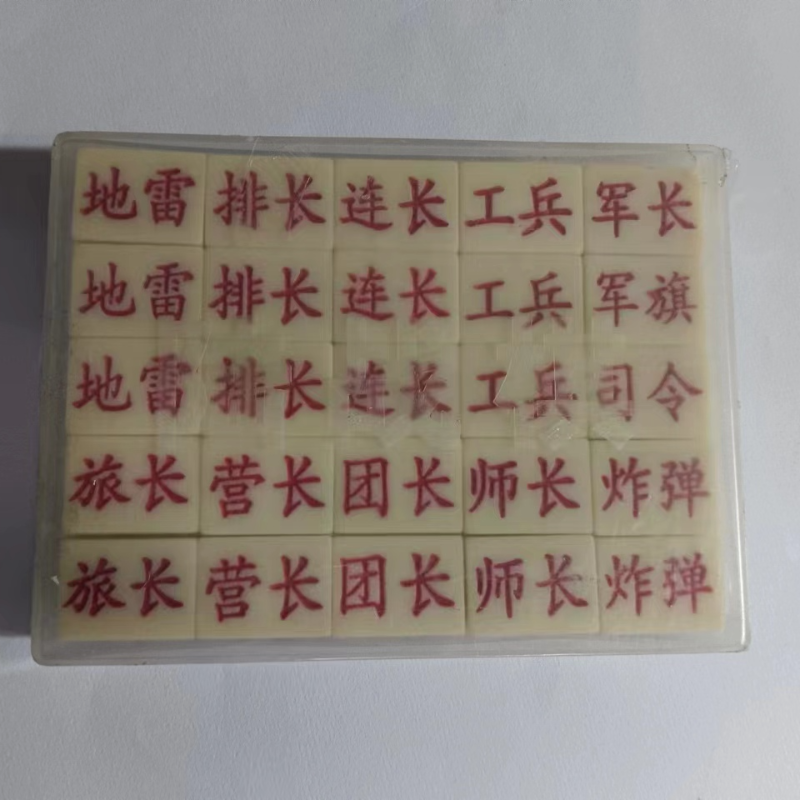 地雷 排长 连长 工兵 军长
地雷 排长 连长 工兵 军旗
地雷 排长 连长 工兵 司令
旅长 营长 团长 师长 炸弹
旅长 营长 团长 师长 炸弹